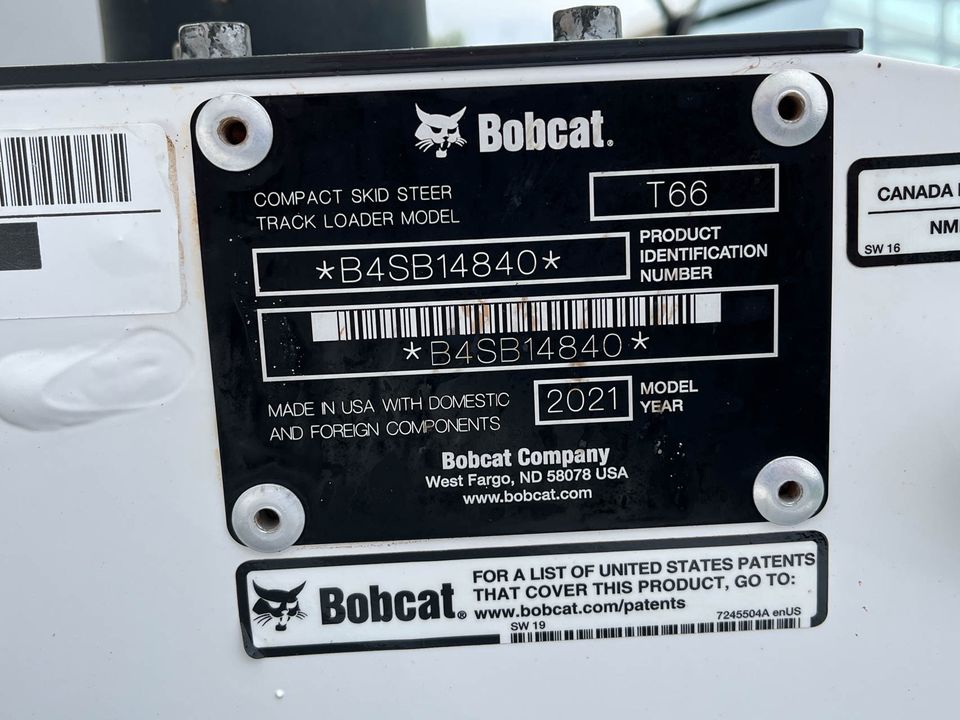 Bobcat®
COMPACT SKID STEER
TRACK LOADER MODEL
T66
*B4SB14840*
PRODUCT
IDENTIFICATION
NUMBER
*B4SB14840*
MADE IN USA WITH DOMESTIC
AND FOREIGN COMPONENTS
2021
MODEL
YEAR
Bobcat Company
West Fargo, ND 58078 USA
www.bobcat.com
CANADA
SW 16
Bobcat®
FOR A LIST OF UNITED STATES PATENTS
THAT COVER THIS PRODUCT, GO TO:
www.bobcat.com/patents
SW 19
7245504A enUS